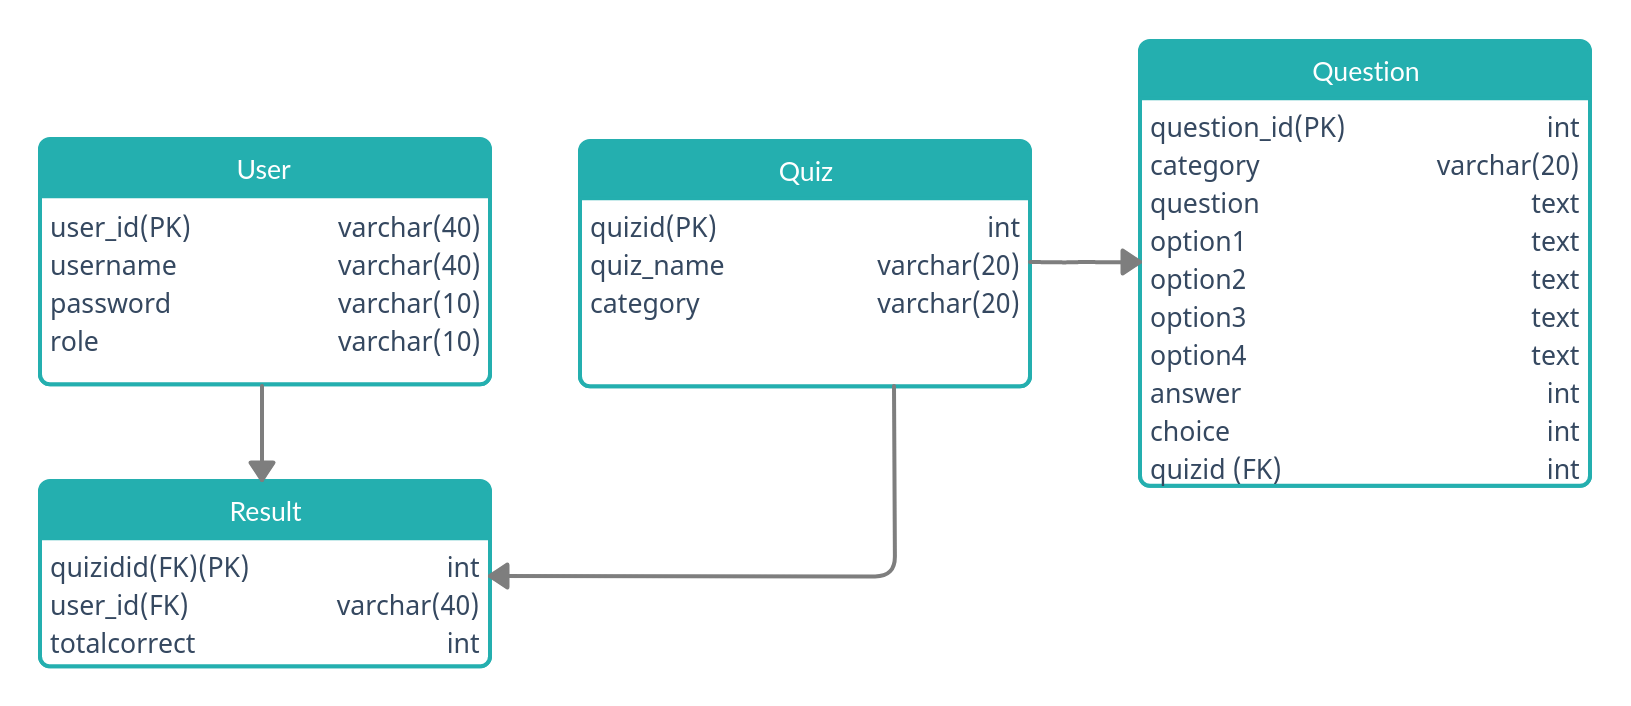 User
user_id(PK) varchar(40)
username varchar(40)
password varchar(10)
role varchar(10)
Result
quizidid(FK)(PK) int
user_id(FK) varchar(40)
totalcorrect int
Quiz
quizid(PK) int
quiz_name varchar(20)
category varchar(20)
Question
question_id(PK) int
category varchar(20)
question text
option1 text
option2 text
option3 text
option4 text
answer int
choice int
quizid (FK) int